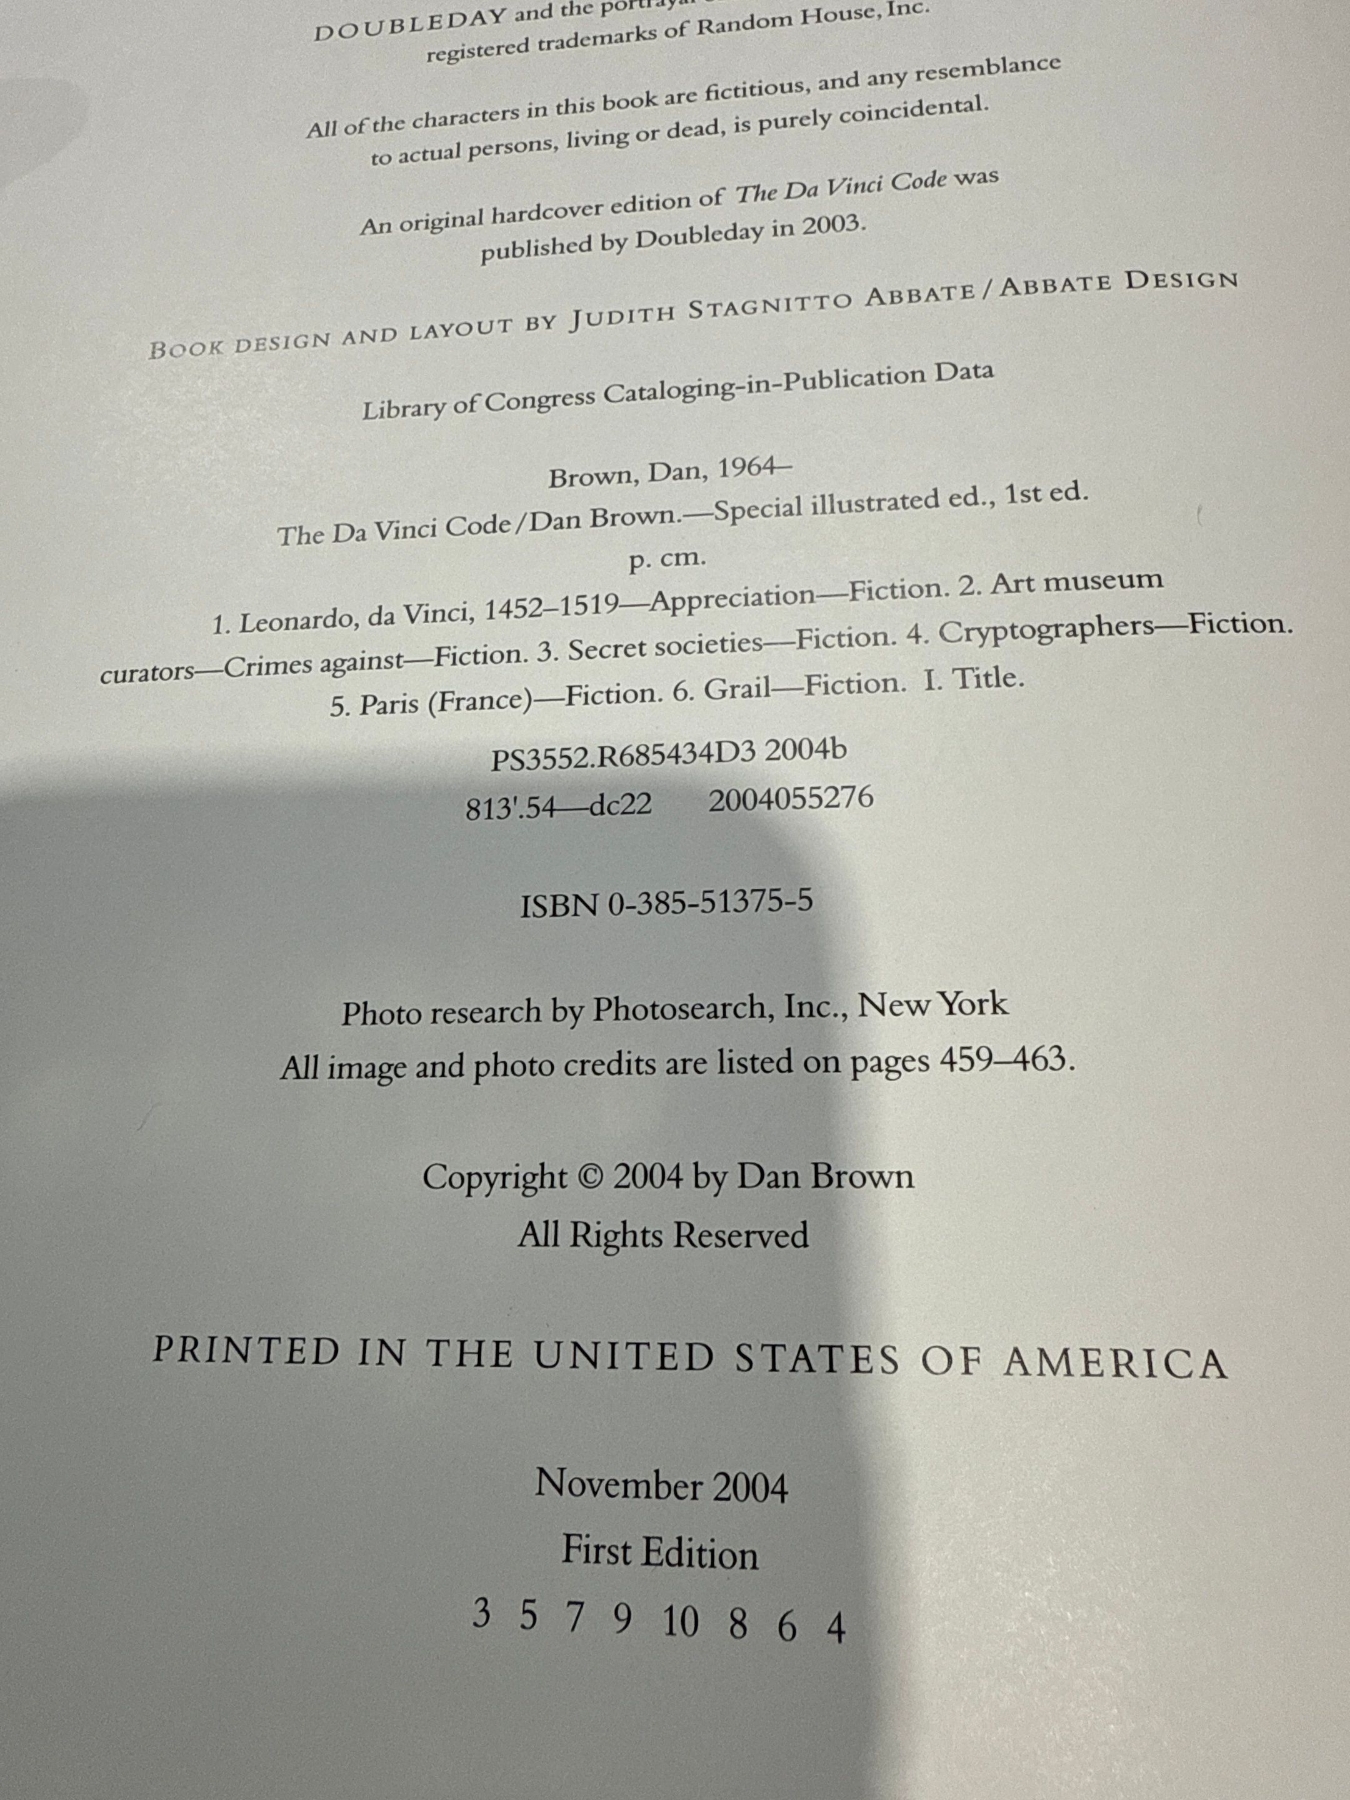 DOUBLEDAY and the portrayal
registered trademarks of Random House, Inc.
All of the characters in this book are fictitious, and any resemblance
to actual persons, living or dead, is purely coincidental.
An original hardcover edition of The Da Vinci Code was
published by Doubleday in 2003.
BOOK DESIGN AND LAYOUT BY JUDITH STAGNITTO ABBATE / ABBATE DESIGN
Library of Congress Cataloging-in-Publication Data
Brown, Dan, 1964–
The Da Vinci Code/Dan Brown.—Special illustrated ed., 1st ed.
p. cm.
1. Leonardo, da Vinci, 1452–1519—Appreciation—Fiction. 2. Art museum
curators—Crimes against—Fiction. 3. Secret societies—Fiction. 4. Cryptographers—Fiction.
5. Paris (France)—Fiction. 6. Grail—Fiction. I. Title.
PS3552.R685434D3 2004b
813'.54—dc22 2004055276
ISBN 0-385-51375-5
Photo research by Photosearch, Inc., New York
All image and photo credits are listed on pages 459–463.
Copyright © 2004 by Dan Brown
All Rights Reserved
PRINTED IN THE UNITED STATES OF AMERICA
November 2004
First Edition
3 5 7 9 10 8 6 4